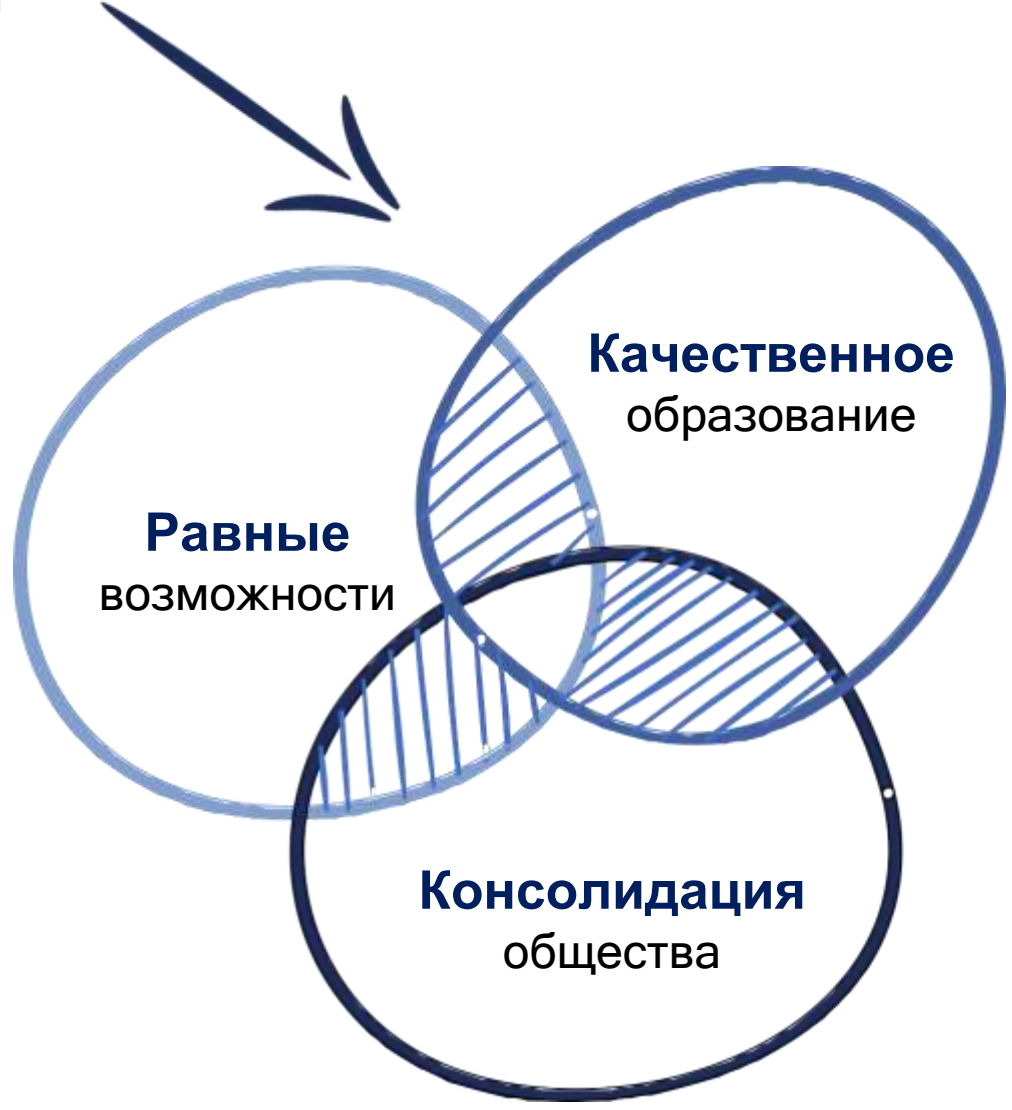 Качественное
образование
Равные
возможности
Консолидация
общества